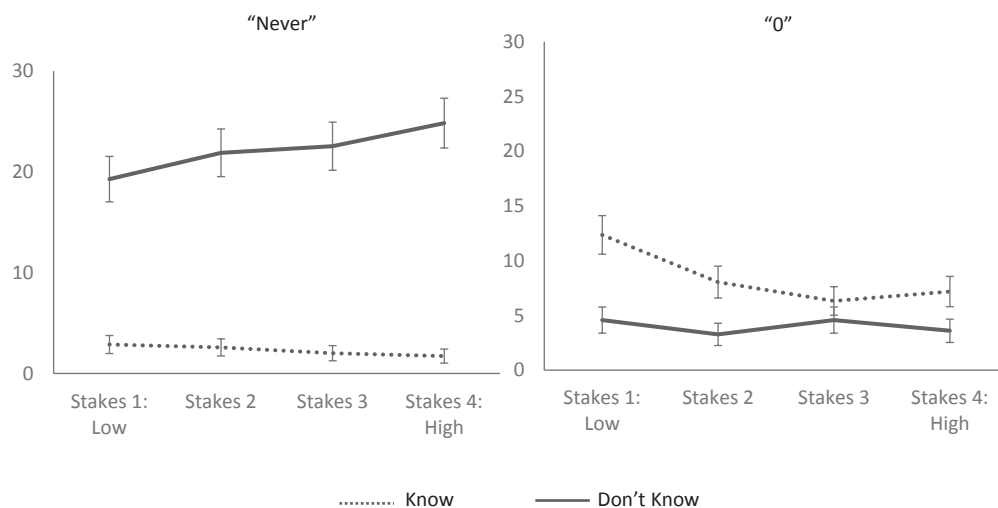 “Never”
30
20
10
0
Stakes 1:
Low
Stakes 2
Stakes 3
Stakes 4:
High
“0”
30
25
20
15
10
5
0
Stakes 1:
Low
Stakes 2
Stakes 3
Stakes 4:
High
Know
Don’t Know